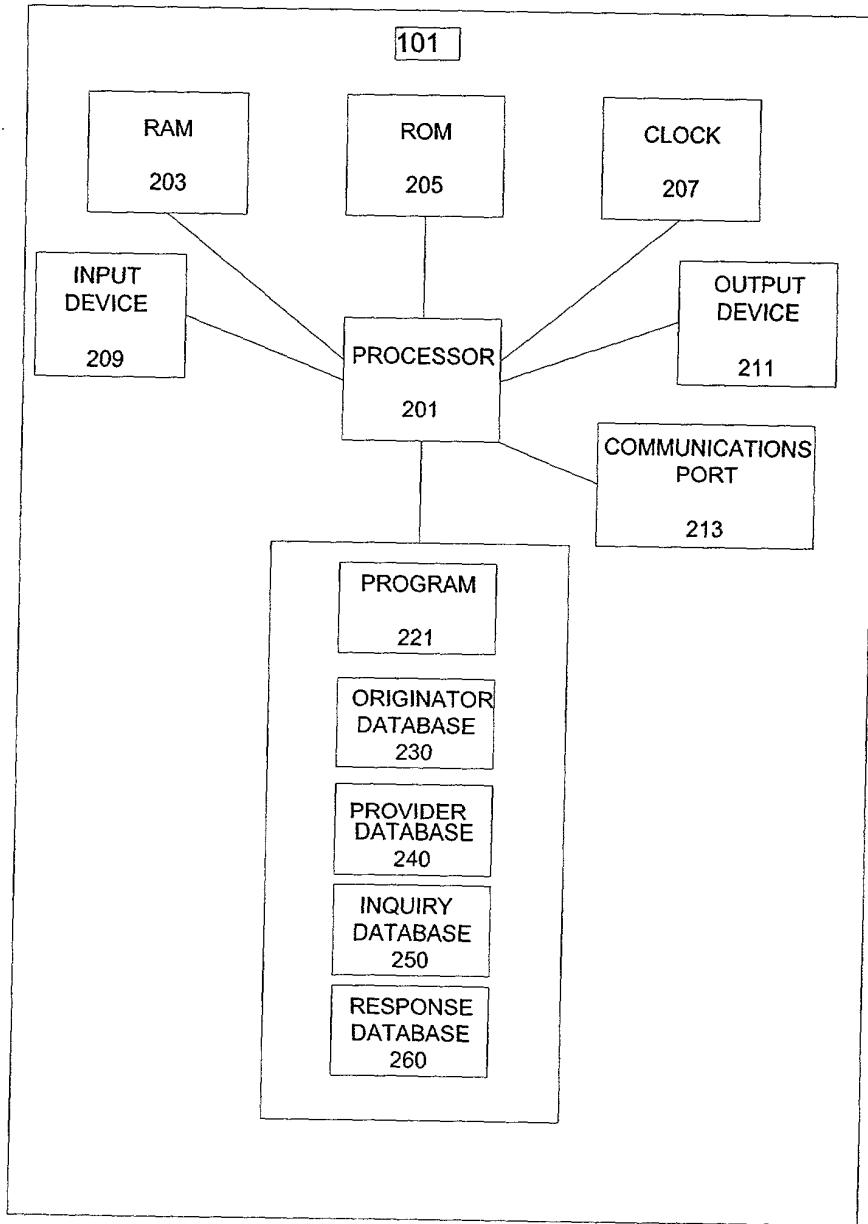 101
RAM
203
ROM
205
CLOCK
207
INPUT
DEVICE
209
PROCESSOR
201
OUTPUT
DEVICE
211
COMMUNICATIONS
PORT
213
PROGRAM
221
ORIGINATOR
DATABASE
230
PROVIDER
DATABASE
240
INQUIRY
DATABASE
250
RESPONSE
DATABASE
260